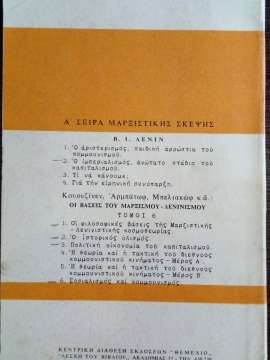 Α΄ ΣΕΙΡΑ ΜΑΡΞΙΣΤΙΚΗΣ ΣΚΕΨΗΣ
Β. Ι. ΛΕΝΙΝ
1. Ὁ ἀριστερισμός, παιδική ἀρρώστια τοῦ
κομμουνισμοῦ.
2. Ὁ ἰμπεριαλισμός, ἀνώτατο στάδιο τοῦ
καπιταλισμοῦ.
3. Τί νά κάνουμε;
4. Γιά τήν εἰρηνική συνύπαρξη.
Κουουζίνεν, Ἀρμπάτωφ, Μπελιακώφ κ.ἄ.:
ΟΙ ΒΑΣΕΙΣ ΤΟΥ ΜΑΡΞΙΣΜΟΥ - ΛΕΝΙΝΙΣΜΟΥ
ΤΟΜΟΙ 6
1. Οἱ φιλοσοφικές βάσεις τῆς Μαρξιστικῆς
- Λενινιστικῆς κοσμοθεωρίας.
2. Ὁ ἱστορικός ὑλισμός.
3. Πολιτική οἰκονομία τοῦ καπιταλισμοῦ.
4. Ἡ θεωρία καί ἡ τακτική τοῦ διεθνοῦς
κομμουνιστικοῦ κινήματος - Μέρος Α
5. Ἡ θεωρία καί ἡ τακτική τοῦ διεθνοῦς
κομμουνιστικοῦ κινήματος - Μέρος Β
6. Σοσιαλισμός καί κομμουνισμός.
ΚΕΝΤΡΙΚΗ ΔΙΑΘΕΣΗ ΕΚΔΟΣΕΩΝ "ΘΕΜΕΛΙΟ",
"ΛΕΣΧΗ ΤΟΥ ΒΙΒΛΙΟΥ", ΑΚΑΔΗΜΙΑΣ